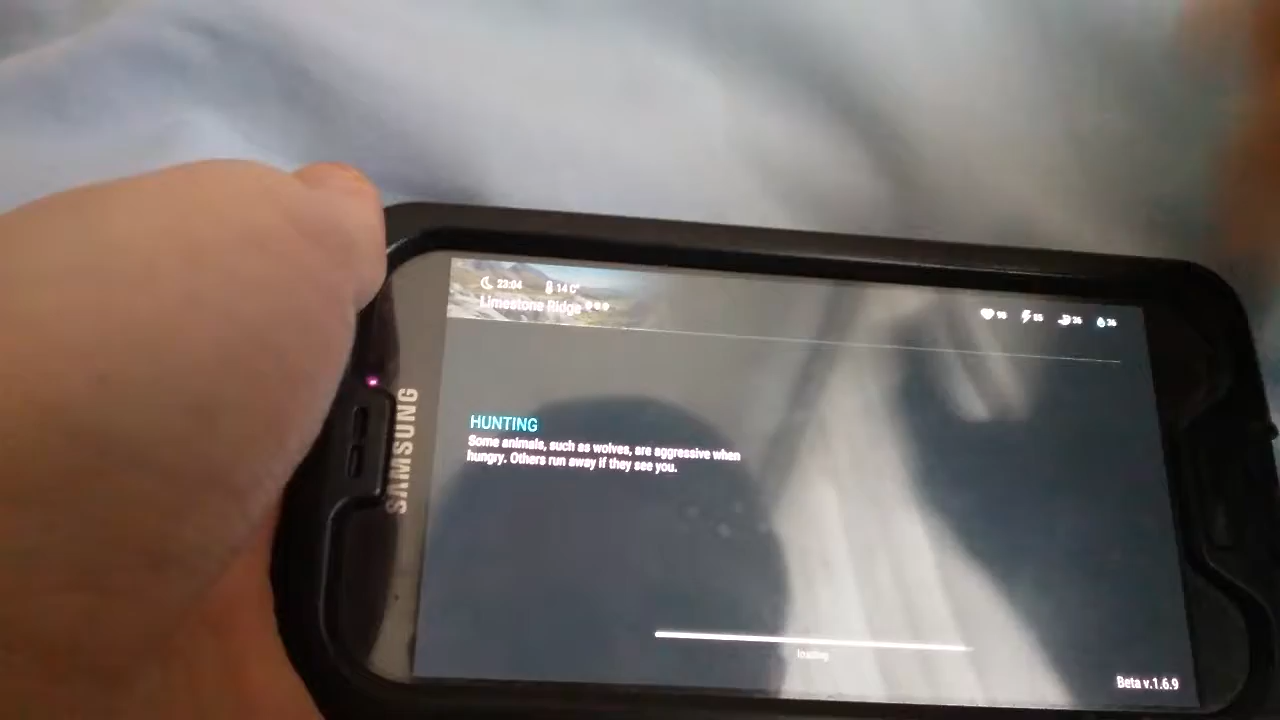 23:04 14 C°
Limestone Ridge
SAMSUNG
HUNTING
Some animals, such as wolves, are aggressive when
hungry. Others run away if they see you.
loading
Beta v.1.6.9